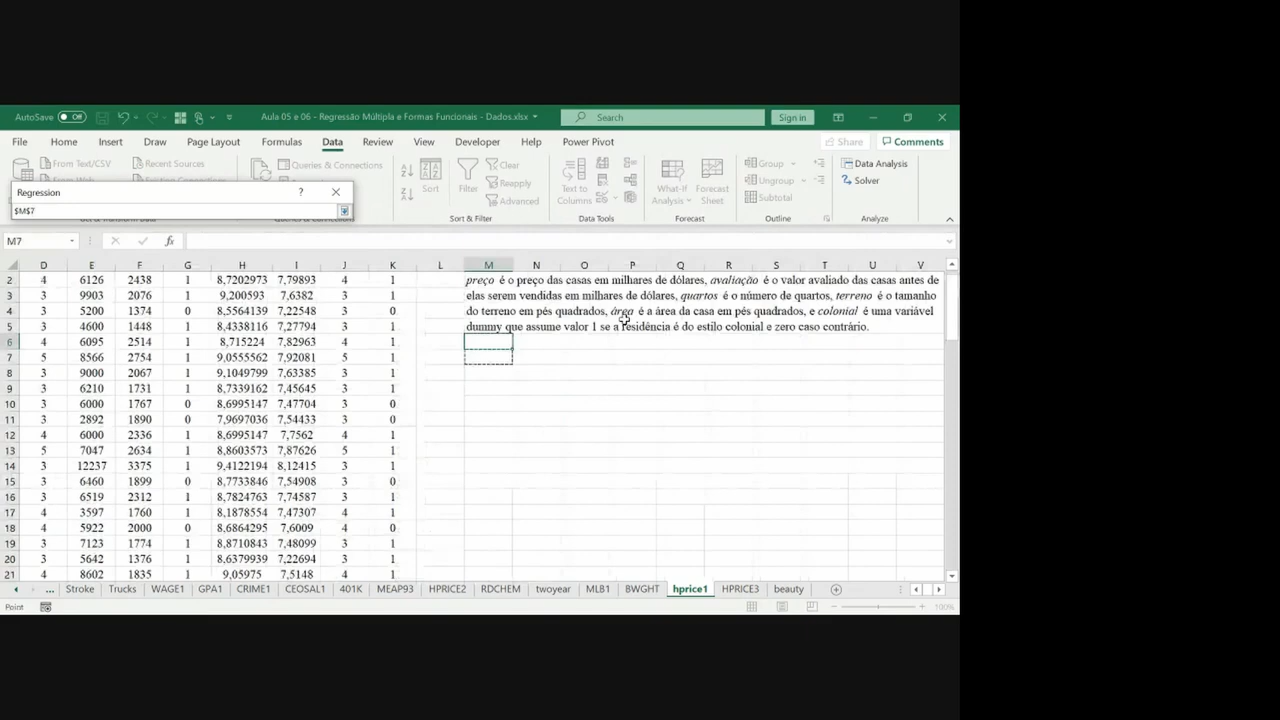 AutoSave Off Aula 05 e 06 - Regressão Múltipla e Formas Funcionais - Dados.xlsx Search Sign in
File Home Insert Draw Page Layout Formulas Data Review View Developer Help Power Pivot Share Comments
From Text/CSV Recent Sources Queries & Connections Clear Group Data Analysis
Sort Filter Reapply Text to What-If Forecast Ungroup Solver
Advanced Columns Analysis Sheet Subtotal
Regression ? ×
$M$7
Sort & Filter Data Tools Forecast Outline Analyze
M7 fx
D E F G H I J K L M N O P Q R S T U V
2 4 6126 2438 1 8,7202973 7,79893 4 1 preço é o preço das casas em milhares de dólares, avaliação é o valor avaliado das casas antes de
3 3 9903 2076 1 9,200593 7,6382 3 1 elas serem vendidas em milhares de dólares, quartos é o número de quartos, terreno é o tamanho
4 3 5200 1374 0 8,5564139 7,22548 3 0 do terreno em pés quadrados, área é a área da casa em pés quadrados, e colonial é uma variável
5 3 4600 1448 1 8,4338116 7,27794 3 1 dummy que assume valor 1 se a residência é do estilo colonial e zero caso contrário.
6 4 6095 2514 1 8,715224 7,82963 4 1
7 5 8566 2754 1 9,0555562 7,92081 5 1
8 3 9000 2067 1 9,1049799 7,63385 3 1
9 3 6210 1731 1 8,7339162 7,45645 3 1
10 3 6000 1767 0 8,6995147 7,47704 3 0
11 3 2892 1890 0 7,9697036 7,54433 3 0
12 4 6000 2336 1 8,6995147 7,7562 4 1
13 5 7047 2634 1 8,8603573 7,87626 5 1
14 3 12237 3375 1 9,4122194 8,12415 3 1
15 3 6460 1899 0 8,7733846 7,54908 3 0
16 3 6519 2312 1 8,7824763 7,74587 3 1
17 4 3597 1760 1 8,1878554 7,47307 4 1
18 4 5922 2000 0 8,6864295 7,6009 4 0
19 3 7123 1774 1 8,8710843 7,48099 3 1
20 3 5642 1376 1 8,6379939 7,22694 3 1
21 4 8602 1835 1 9,05975 7,5148 4 1
... Stroke Trucks WAGE1 GPA1 CRIME1 CEOSAL1 401K MEAP93 HPRICE2 RDCHEM twoyear MLB1 BWGHT hprice1 HPRICE3 beauty
Point 100%